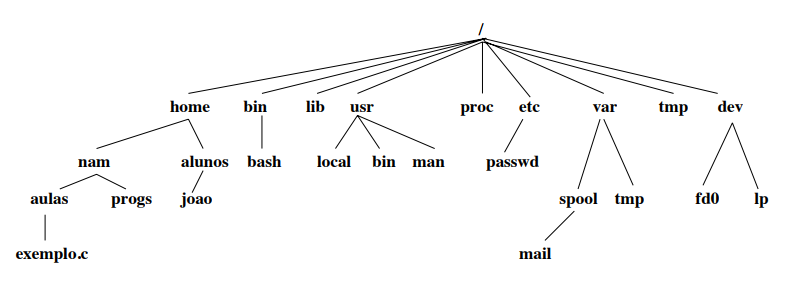 /
home bin lib usr proc etc var tmp dev
nam alunos bash local bin man passwd
aulas progs joao spool tmp fd0 lp
exemplo.c mail